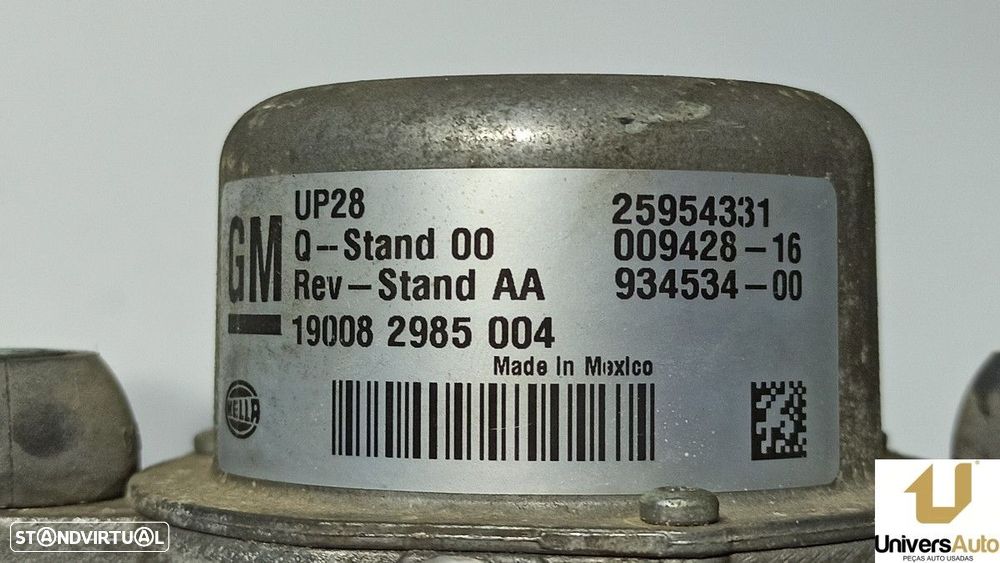 GM
UP28
Q--Stand 00
Rev-Stand AA
19008 2985 004
25954331
009428-16
934534-00
Made in Mexico
HELLA
STANDVIRTUAL
UniversAuto
PEÇAS AUTO USADAS